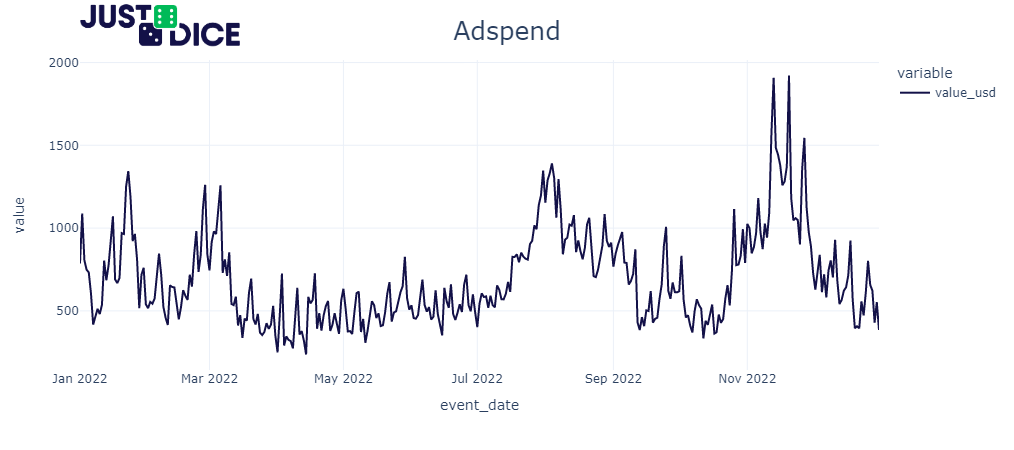 JUST
DICE
Adspend
variable
value_usd
value
2000
1500
1000
500
Jan 2022
Mar 2022
May 2022
Jul 2022
Sep 2022
Nov 2022
event_date